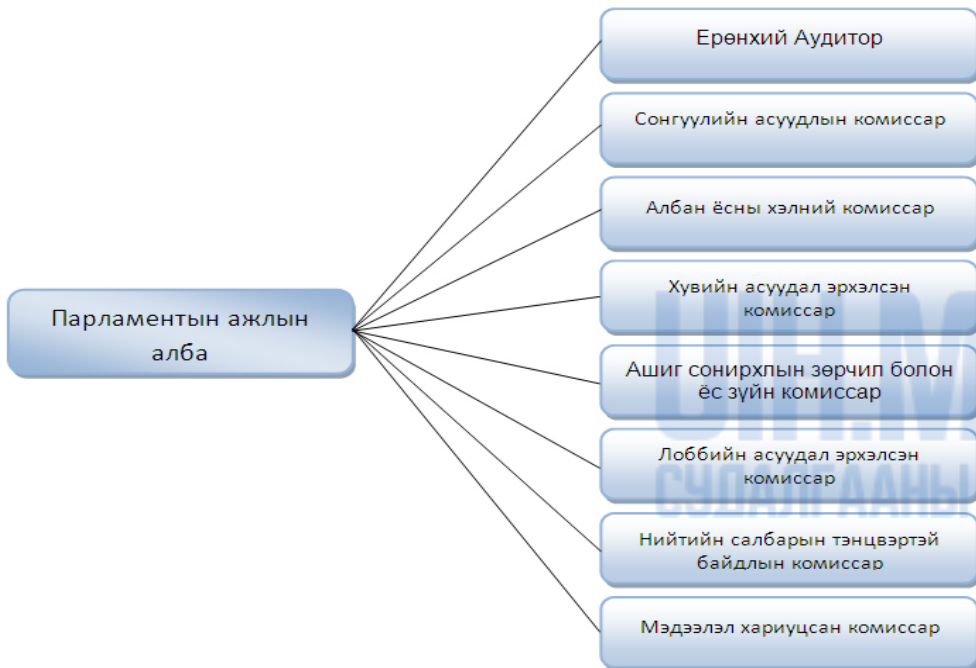 Ерөнхий Аудитор
Сонгуулийн асуудлын комиссар
Албан ёсны хэлний комиссар
Хувийн асуудал эрхэлсэн
комиссар
Парламентын ажлын
алба
Ашиг сонирхлын зөрчил болон
ёс зүйн комиссар
Лоббийн асуудал эрхэлсэн
комиссар
Нийтийн салбарын тэнцвэртэй
байдлын комиссар
Мэдээлэл хариуцсан комиссар
UIH.M
СУДАЛГААНЫ